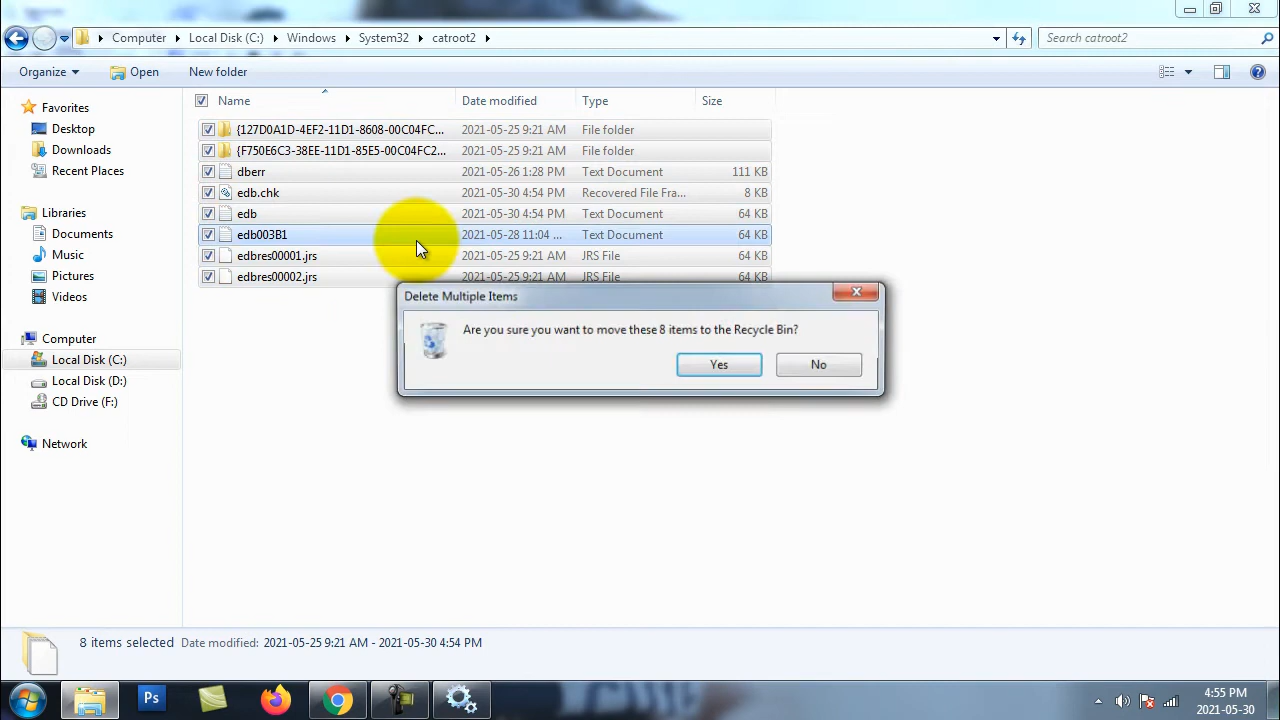 Computer Local Disk (C:) Windows System32 catroot2 Search catroot2
Organize Open New folder
Favorites
Desktop
Downloads
Recent Places
Libraries
Documents
Music
Pictures
Videos
Computer
Local Disk (C:)
Local Disk (D:)
CD Drive (F:)
Network
Name Date modified Type Size
{127D0A1D-4EF2-11D1-8608-00C04FC... 2021-05-25 9:21 AM File folder
{F750E6C3-38EE-11D1-85E5-00C04FC2... 2021-05-25 9:21 AM File folder
dberr 2021-05-26 1:28 PM Text Document 111 KB
edb.chk 2021-05-30 4:54 PM Recovered File Fra... 8 KB
edb 2021-05-30 4:54 PM Text Document 64 KB
edb003B1 2021-05-28 11:04 ... Text Document 64 KB
edbres00001.jrs 2021-05-25 9:21 AM JRS File 64 KB
edbres00002.jrs 2021-05-25 9:21 AM JRS File 64 KB
Delete Multiple Items
Are you sure you want to move these 8 items to the Recycle Bin?
Yes No
8 items selected Date modified: 2021-05-25 9:21 AM - 2021-05-30 4:54 PM
Ps
4:55 PM
2021-05-30